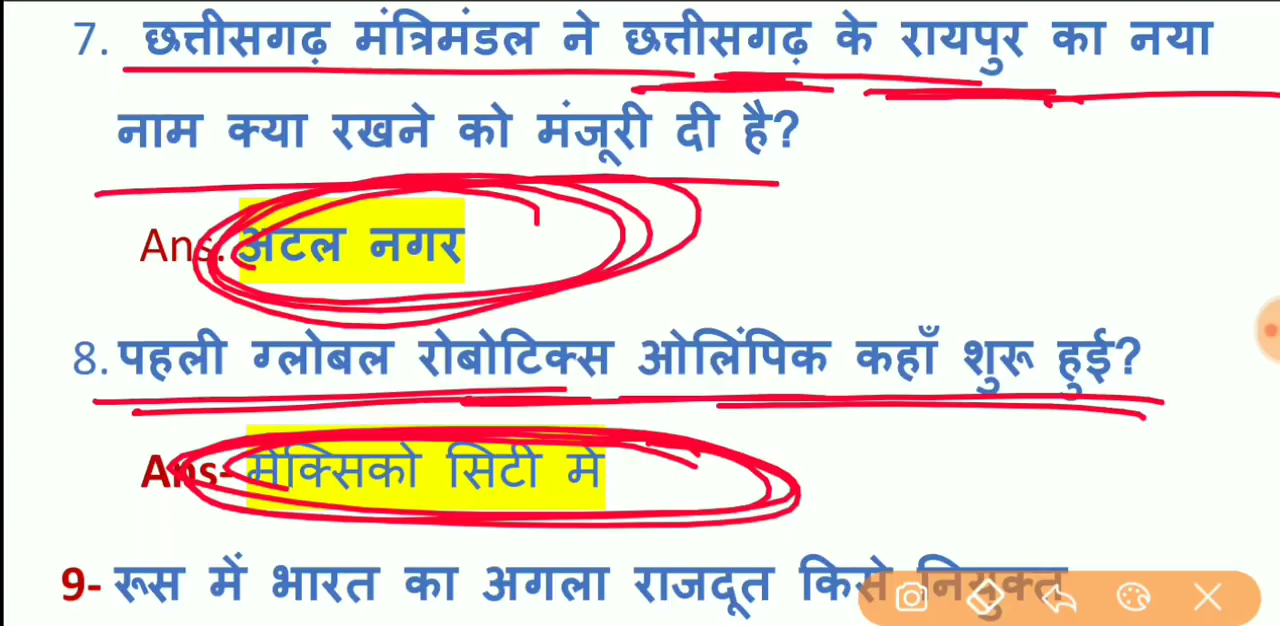 7. छत्तीसगढ़ मंत्रिमंडल ने छत्तीसगढ़ के रायपुर का नया
नाम क्या रखने को मंजूरी दी है?
Ans. अटल नगर
8. पहली ग्लोबल रोबोटिक्स ओलिंपिक कहाँ शुरू हुई?
Ans- मेक्सिको सिटी मे
9- रूस में भारत का अगला राजदूत किसे नियुक्त